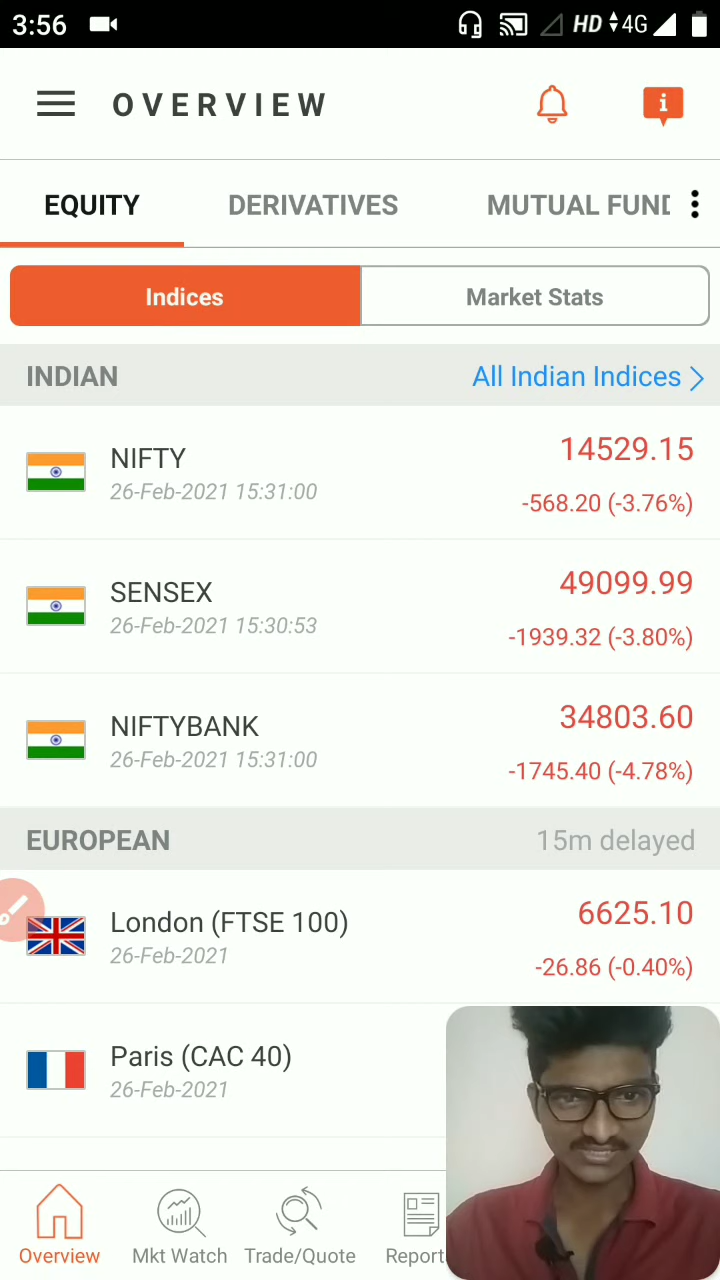 3:56 HD 4G
OVERVIEW
EQUITY DERIVATIVES MUTUAL FUND
Indices Market Stats
INDIAN All Indian Indices
NIFTY 14529.15
26-Feb-2021 15:31:00 -568.20 (-3.76%)
SENSEX 49099.99
26-Feb-2021 15:30:53 -1939.32 (-3.80%)
NIFTYBANK 34803.60
26-Feb-2021 15:31:00 -1745.40 (-4.78%)
EUROPEAN 15m delayed
London (FTSE 100) 6625.10
26-Feb-2021 -26.86 (-0.40%)
Paris (CAC 40)
26-Feb-2021
Overview Mkt Watch Trade/Quote Report